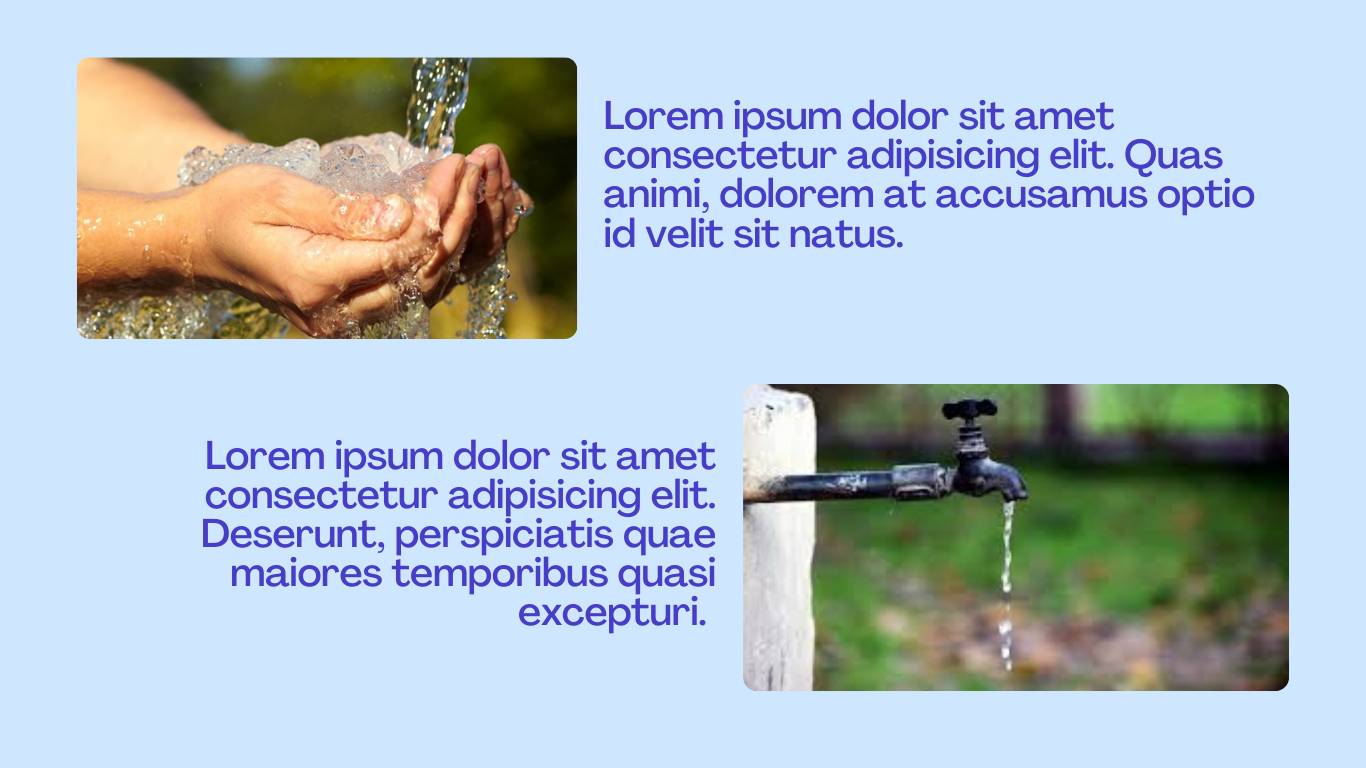 Lorem ipsum dolor sit amet
consectetur adipisicing elit. Quas
animi, dolorem at accusamus optio
id velit sit natus.
Lorem ipsum dolor sit amet
consectetur adipisicing elit.
Deserunt, perspiciatis quae
maiores temporibus quasi
excepturi.